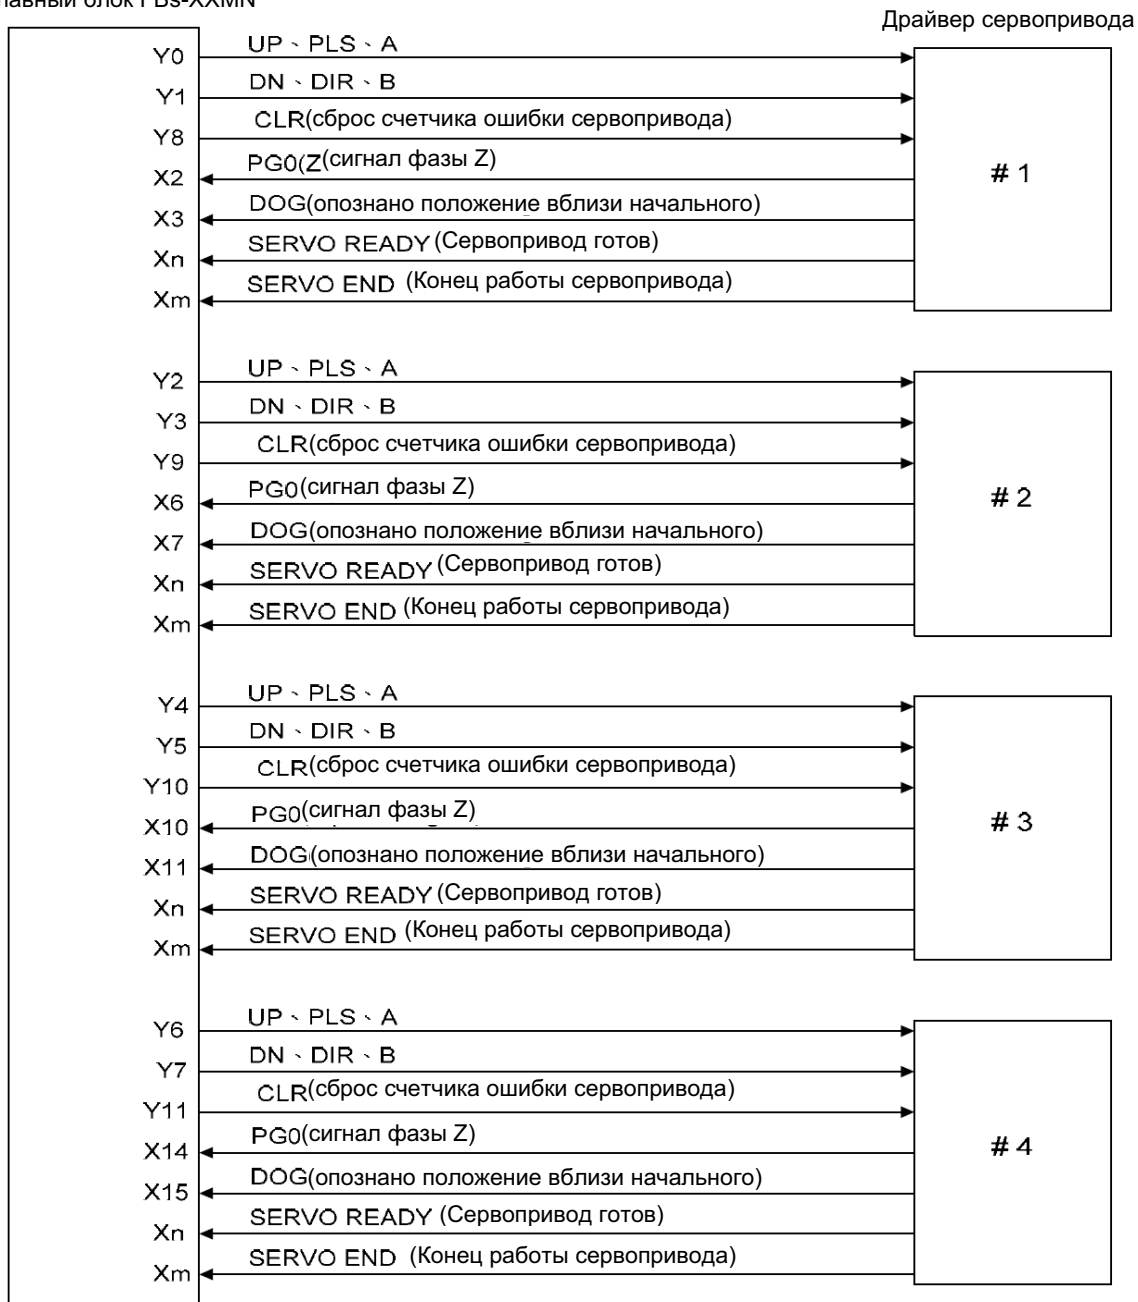 блок FBs-XXMN
Драйвер сервопривода
Y0 UP、PLS、A
Y1 DN、DIR、B
Y8 CLR(сброс счетчика ошибки сервопривода)
X2 PG0(Z(сигнал фазы Z)
X3 DOG(опознано положение вблизи начального)
Xn SERVO READY (Сервопривод готов)
Xm SERVO END (Конец работы сервопривода)
# 1
Y2 UP、PLS、A
Y3 DN、DIR、B
Y9 CLR(сброс счетчика ошибки сервопривода)
X6 PG0(сигнал фазы Z)
X7 DOG(опознано положение вблизи начального)
Xn SERVO READY (Сервопривод готов)
Xm SERVO END (Конец работы сервопривода)
# 2
Y4 UP、PLS、A
Y5 DN、DIR、B
Y10 CLR(сброс счетчика ошибки сервопривода)
X10 PG0(сигнал фазы Z)
X11 DOG(опознано положение вблизи начального)
Xn SERVO READY (Сервопривод готов)
Xm SERVO END (Конец работы сервопривода)
# 3
Y6 UP、PLS、A
Y7 DN、DIR、B
Y11 CLR(сброс счетчика ошибки сервопривода)
X14 PG0(сигнал фазы Z)
X15 DOG(опознано положение вблизи начального)
Xn SERVO READY (Сервопривод готов)
Xm SERVO END (Конец работы сервопривода)
# 4